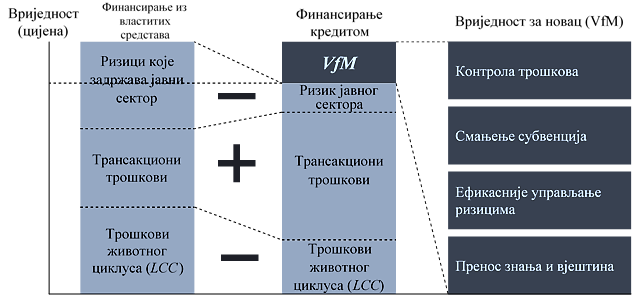 Вриједност
(цијена)
Финансирање из
властитих
средстава
Финансирање
кредитом
Вриједност за новац (VfM)
Ризици које
задржава јавни
сектор
Трансакциони
трошкови
Трошкови
животног
циклуса (LCC)
VfM
Ризик јавног
сектора
Трансакциони
трошкови
Трошкови
животног
циклуса (LCC)
Контрола трошкова
Смањење субвенција
Ефикасније управљање
ризицима
Пренос знања и вјештина